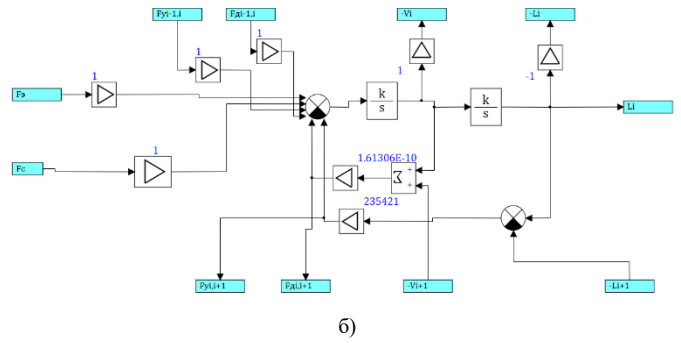 Fyi-1,i
Fдi-1,i
-Vi
-Li
1
1
1
-1
1
Fэ
k
s
k
s
Li
1
Fс
1.61306E-10
Σ
+
+
235421
Fyi,i+1
Fдi,i+1
-Vi+1
-Li+1
б)